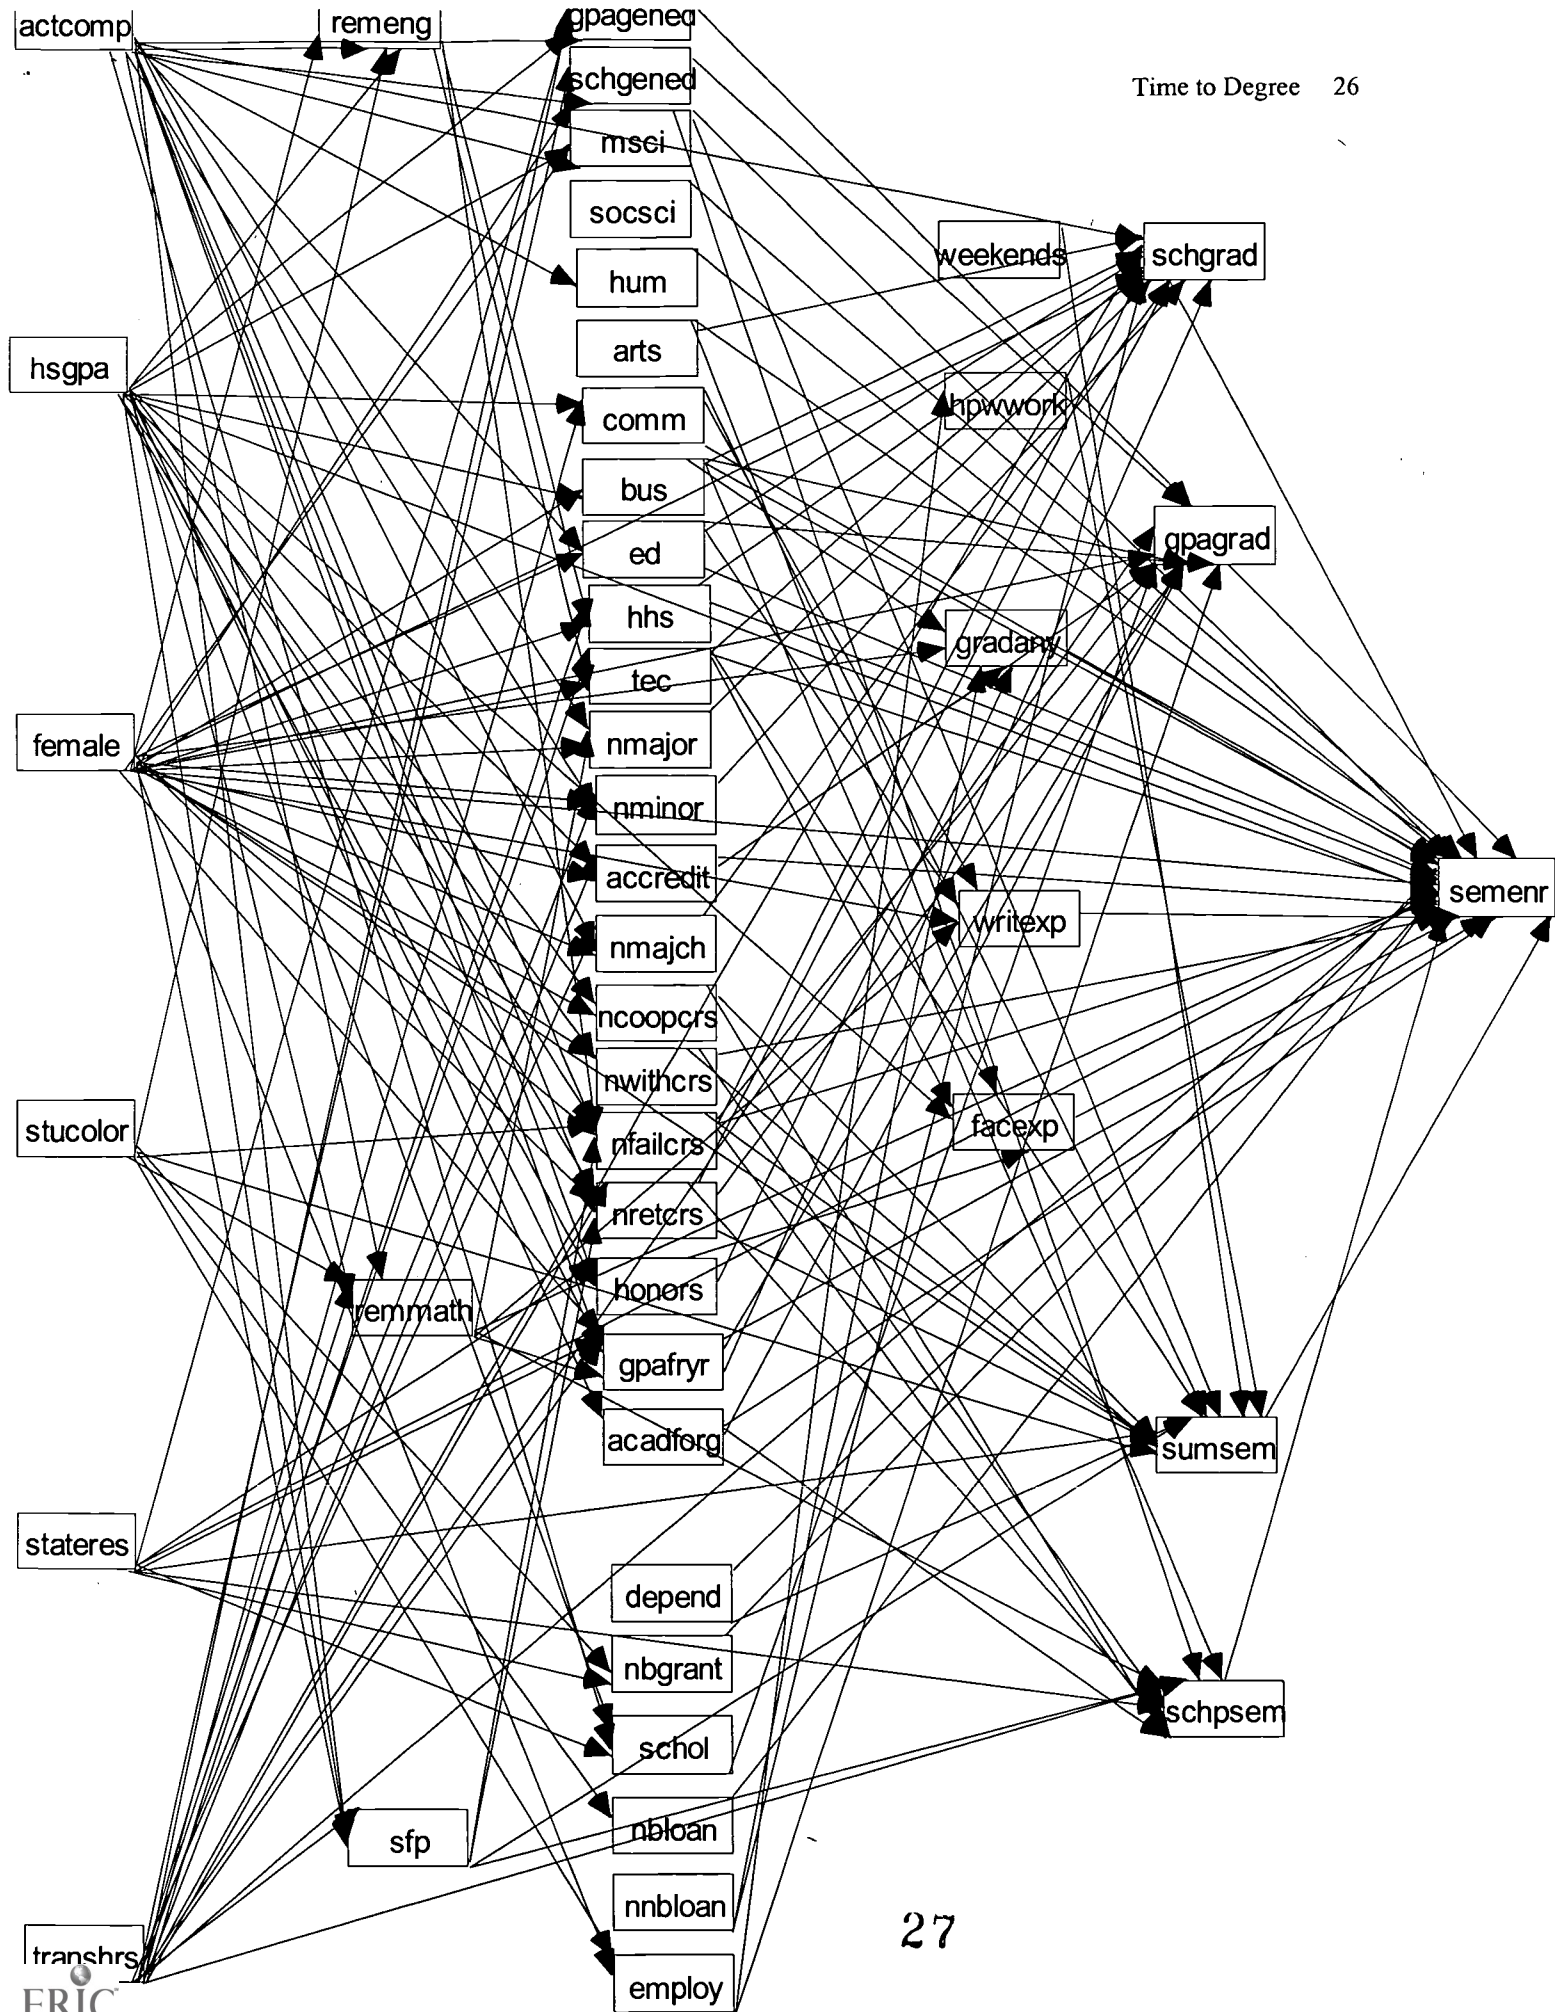 Time to Degree 26
actcomp
remeng
gpagened
schgened
msci
socsci
hum
arts
comm
bus
ed
hhs
tec
nmajor
nminor
accredit
nmajch
ncoopcrs
nwithcrs
nfailcrs
nretcrs
honors
gpafryr
acadforg
depend
nbgrant
schol
nbloan
nnbloan
employ
hsgpa
female
stucolor
stateres
transhrs
remmath
sfp
weekends
hpwwork
gradany
writexp
facexp
schgrad
gpagrad
semenr
sumsem
schpsem
27
ERIC